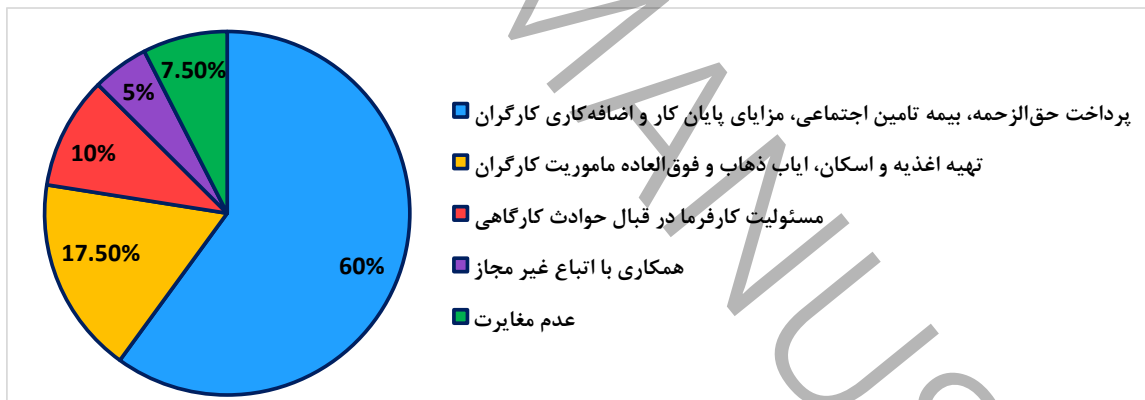 7.50%
5%
10%
17.50%
60%
پرداخت حق‌الزحمه، بیمه تامین اجتماعی، مزایای پایان کار و اضافه‌کاری کارگران
تهیه اغذیه و اسکان، ایاب ذهاب و فوق‌العاده ماموریت کارگران
مسئولیت کارفرما در قبال حوادث کارگاهی
همکاری با اتباع غیر مجاز
عدم مغایرت
MANUS